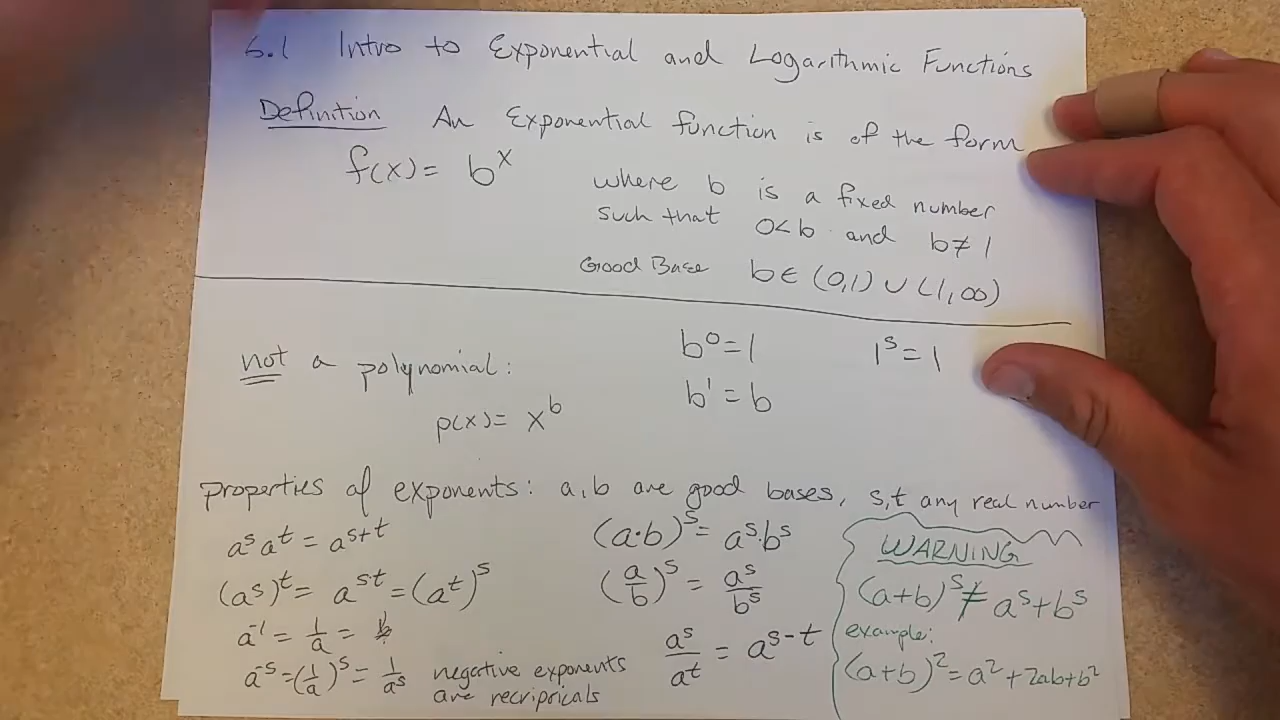 6.1 Intro to Exponential and Logarithmic Functions
Definition An Exponential function is of the form
f(x) = b^x
where b is a fixed number
such that 0<b and b≠1
Good Base b∈(0,1)∪(1,∞)
not a polynomial:
p(x) = x^b
b^0 = 1
b^1 = b
1^s = 1
properties of exponents: a,b are good bases, s,t any real number
a^s a^t = a^{s+t}
(a^s)^t = a^{st} = (a^t)^s
a^{-1} = 1/a =
a^{-s} = (1/a)^s = 1/a^s
negative exponents
are recripricals
(a·b)^s = a^s·b^s
(a/b)^s = a^s/b^s
a^s/a^t = a^{s-t}
WARNING
(a+b)^s ≠ a^s+b^s
example:
(a+b)^2 = a^2+2ab+b^2